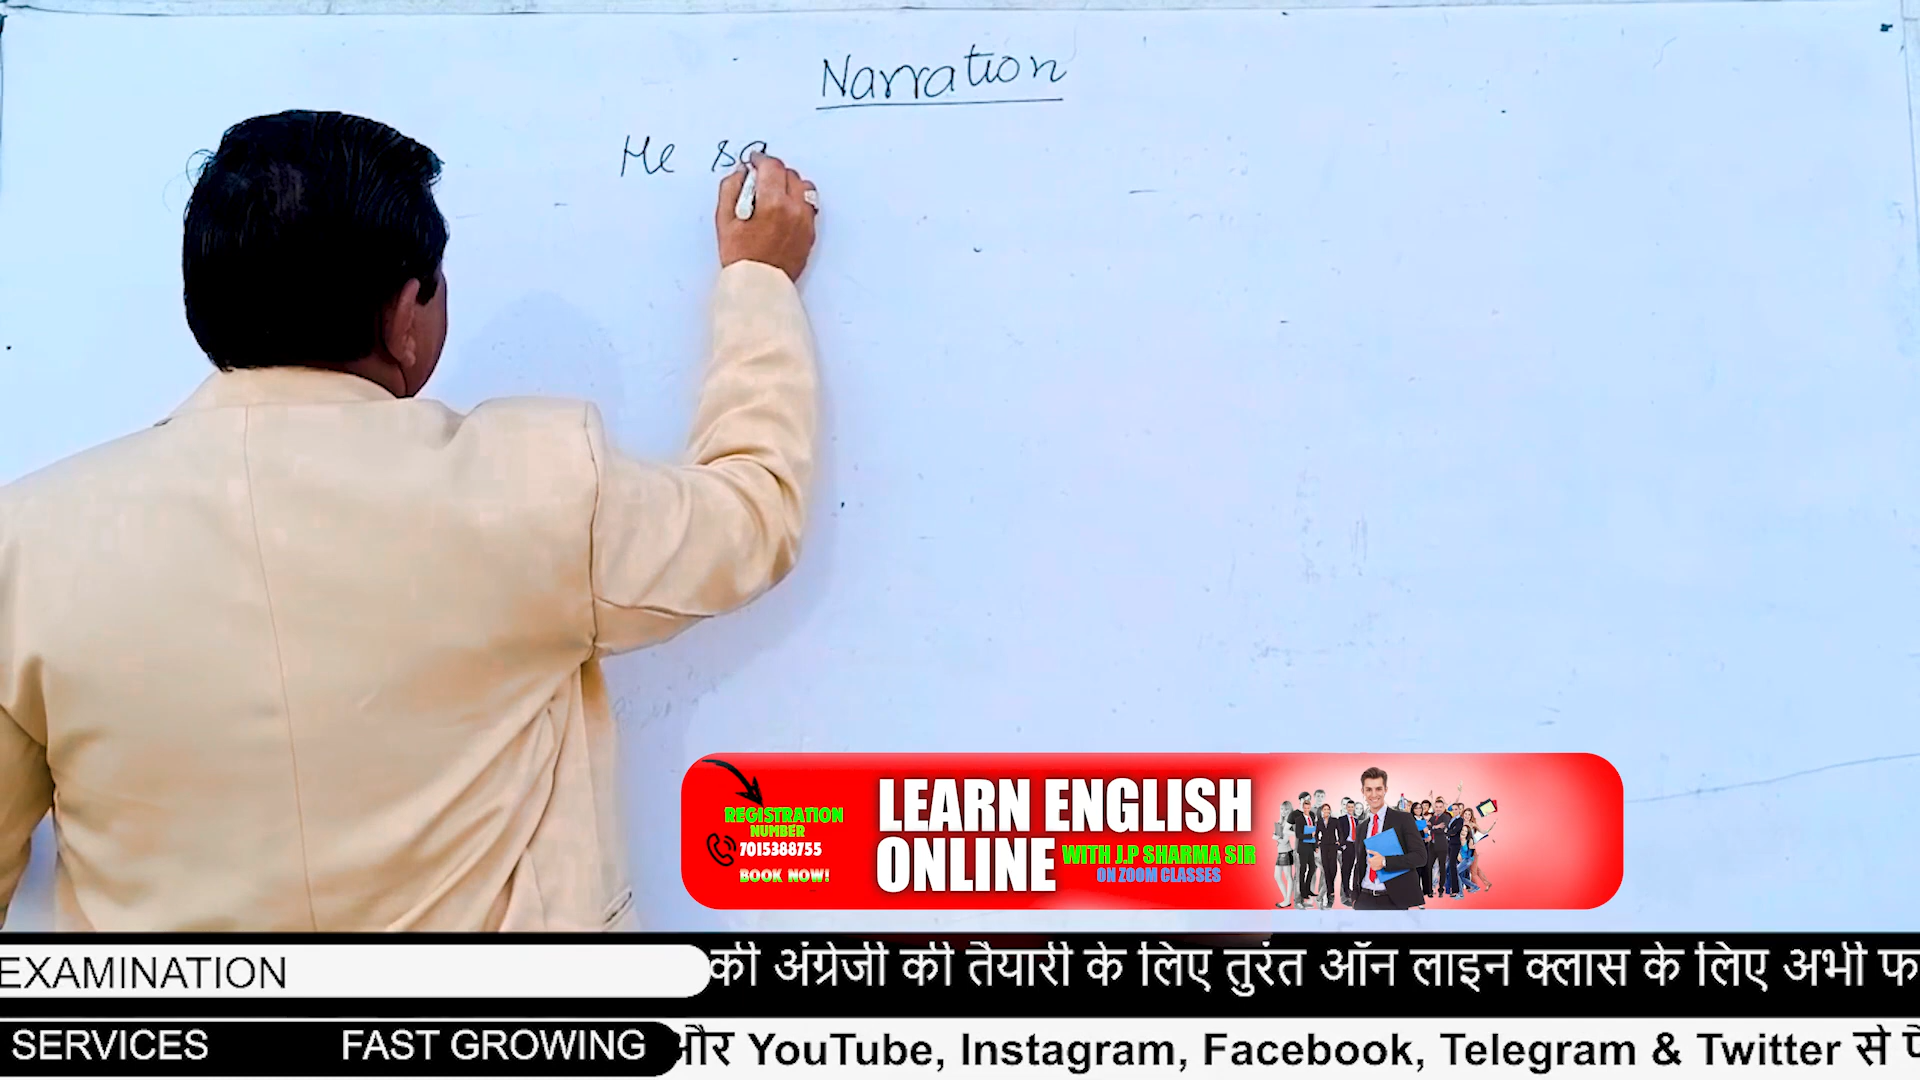 Narration
He sa
REGISTRATION
NUMBER
7015388755
BOOK NOW!
LEARN ENGLISH
ONLINE
WITH J.P SHARMA SIR
ON ZOOM CLASSES
EXAMINATION
की अंग्रेजी की तैयारी के लिए तुरंत ऑन लाइन क्लास के लिए अभी
SERVICES FAST GROWING
और YouTube, Instagram, Facebook, Telegram & Twitter से